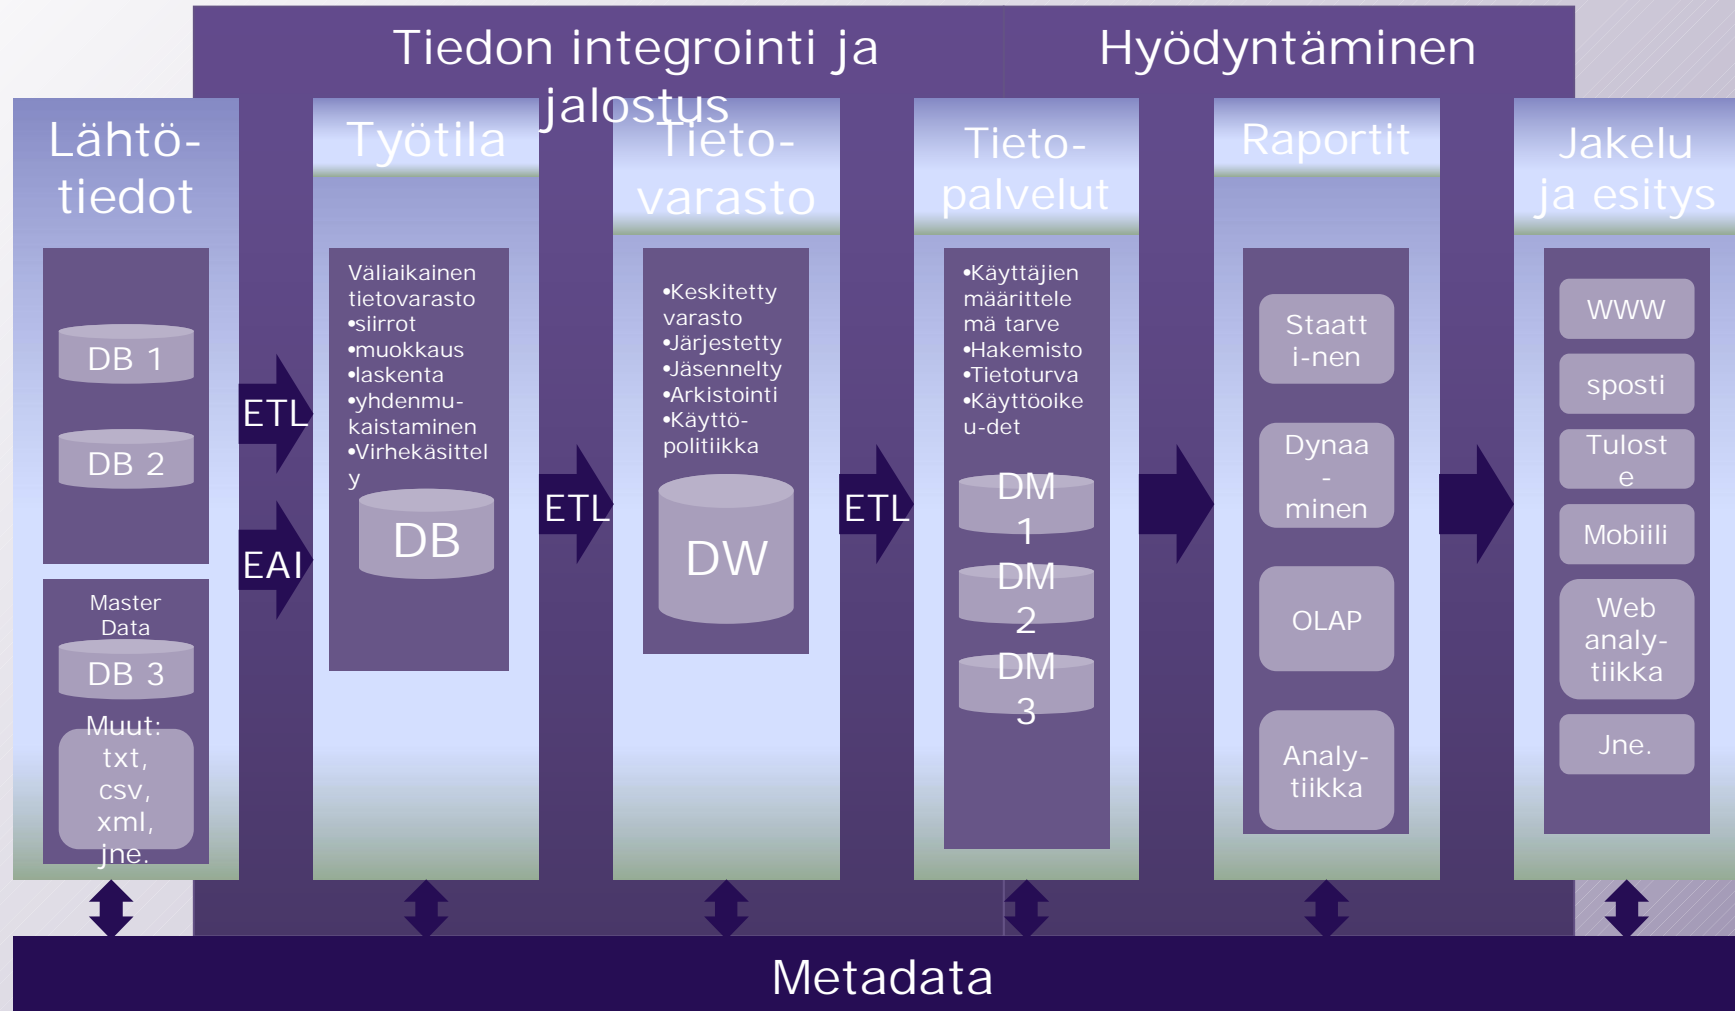 Tiedon integrointi ja
jalostus
Hyödyntäminen
Lähtö-
tiedot
DB 1
DB 2
Master
Data
DB 3
Muut:
txt,
csv,
xml,
jne.
ETL
EAI
Työtila
Väliaikainen
tietovarasto
•siirrot
•muokkaus
•laskenta
•yhdenmu-
kaistaminen
•Virhekäsittel
y
DB
ETL
Tieto-
varasto
•Keskitetty
varasto
•Järjestetty
•Jäsennelty
•Arkistointi
•Käyttö-
politiikka
DW
ETL
Tieto-
palvelut
•Käyttäjien
määrittele
mä tarve
•Hakemisto
•Tietoturva
•Käyttöoike
u-det
DM
1
DM
2
DM
3
Raportit
Staatt
i-nen
Dynaa
-
minen
OLAP
Analy-
tiikka
Jakelu
ja esitys
WWW
sposti
Tulost
e
Mobiili
Web
analy-
tiikka
Jne.
Metadata